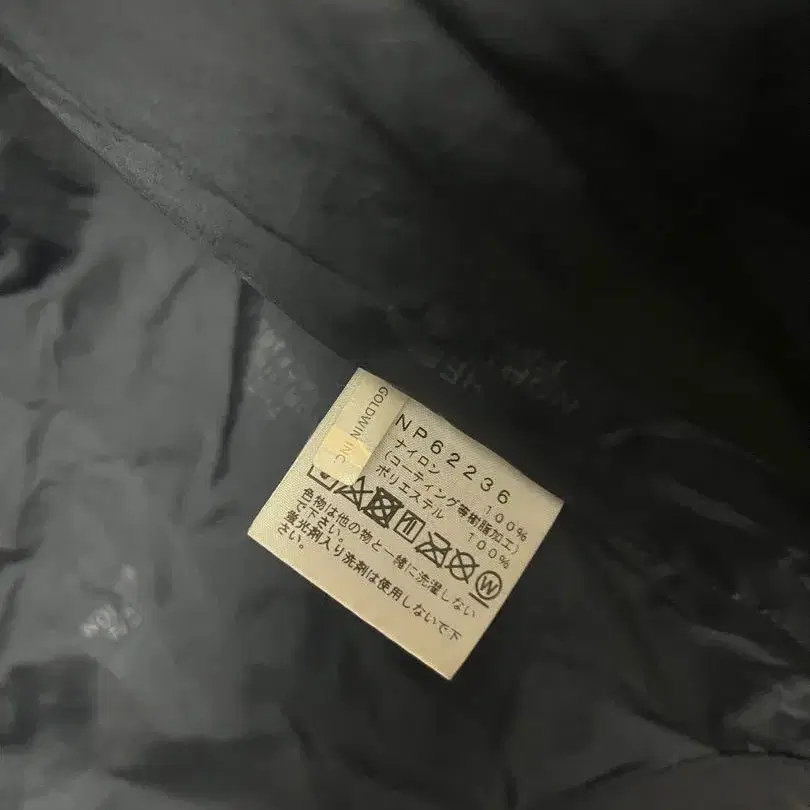 GOLDWIN INC
NP62236
ナイロン 100%
(コーティング等樹脂加工)
ポリエステル 100%
W
色物は他の物と一緒に洗濯しない
で下さい。
蛍光剤入り洗剤は使用しないで下
さい。